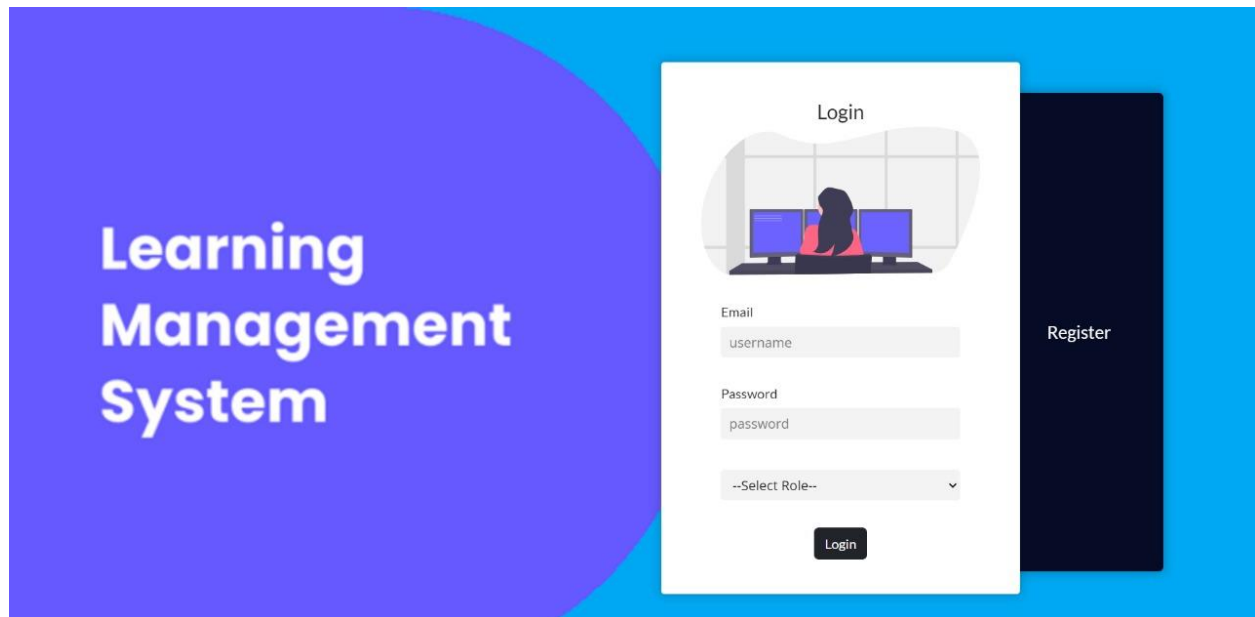 Learning
Management
System
Login
Email
username
Password
password
--Select Role--
Login
Register